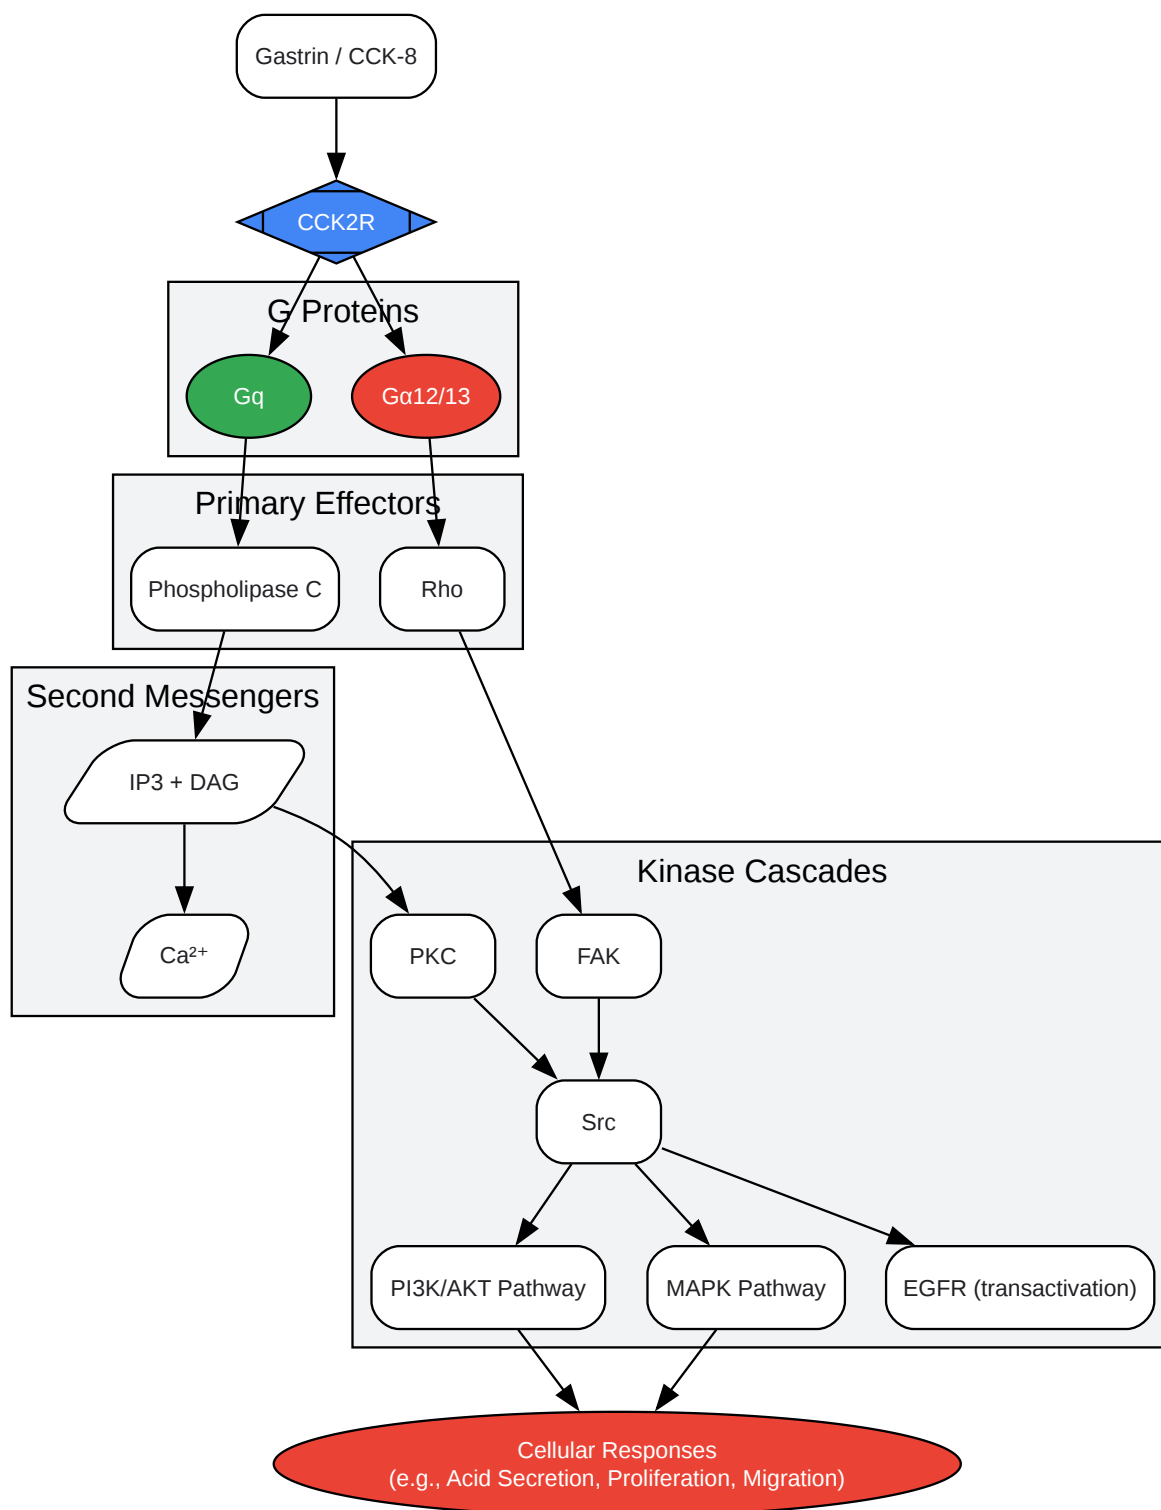 Gastrin / CCK-8
CCK2R
G Proteins
Gq
Gα12/13
Primary Effectors
Phospholipase C
Rho
Second Messengers
IP3 + DAG
Kinase Cascades
Ca²⁺
PKC
FAK
Src
PI3K/AKT Pathway
MAPK Pathway
EGFR (transactivation)
Cellular Responses
(e.g., Acid Secretion, Proliferation, Migration)